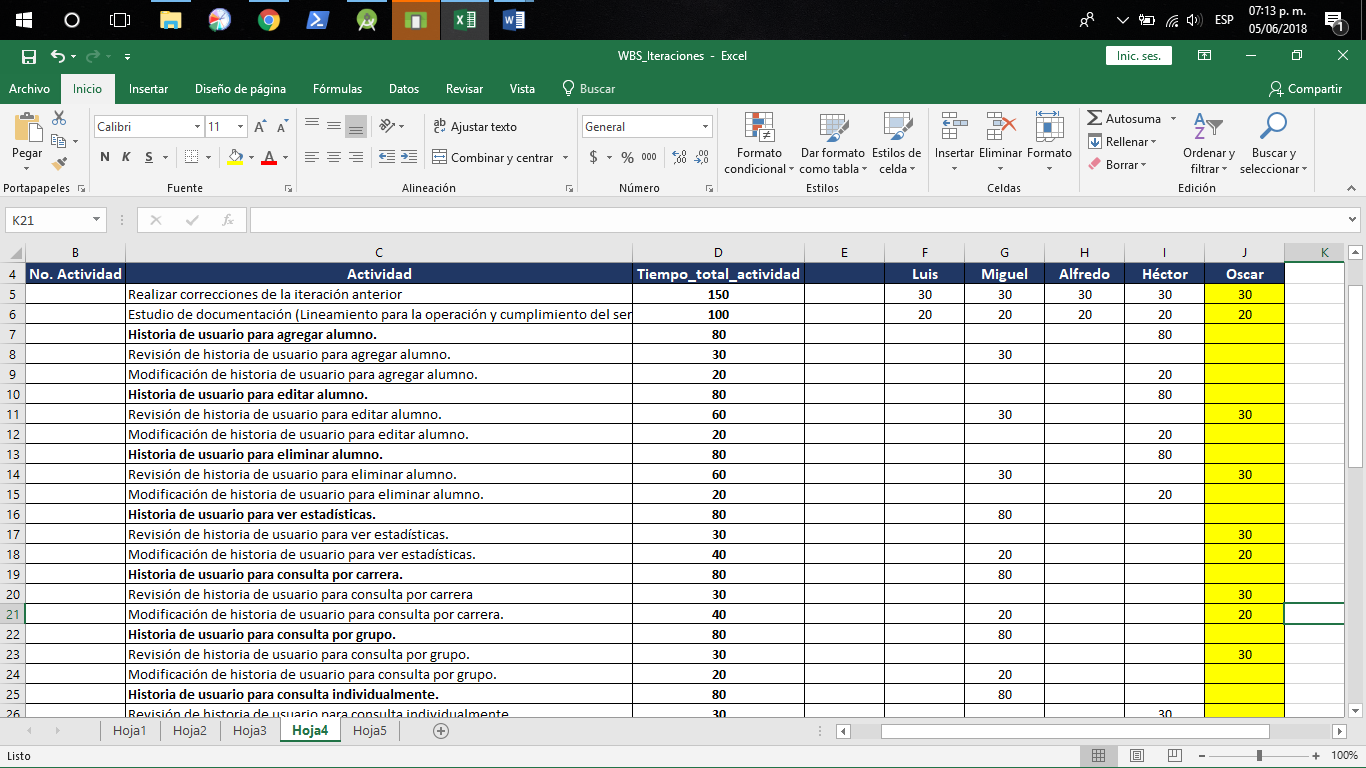 07:13 p. m.
ESP
05/06/2018
1
WBS_Iteraciones - Excel
Inic. ses.
Archivo Inicio Insertar Diseño de página Fórmulas Datos Revisar Vista Buscar Compartir
Pegar
Calibri 11
N K S
Ajustar texto
Combinar y centrar
General
$ % 000
Formato condicional
Dar formato como tabla
Estilos de celda
Insertar Eliminar Formato
Autosuma
Rellenar
Borrar
Ordenar y filtrar
Buscar y seleccionar
Portapapeles Fuente Alineación Número Estilos Celdas Edición
K21 fx
B C D E F G H I J K
4 No. Actividad Actividad Tiempo_total_actividad Luis Miguel Alfredo Héctor Oscar
5 Realizar correcciones de la iteración anterior 150 30 30 30 30 30
6 Estudio de documentación (Lineamiento para la operación y cumplimiento del ser 100 20 20 20 20 20
7 Historia de usuario para agregar alumno. 80 80
8 Revisión de historia de usuario para agregar alumno. 30 30
9 Modificación de historia de usuario para agregar alumno. 20 20
10 Historia de usuario para editar alumno. 80 80
11 Revisión de historia de usuario para editar alumno. 60 30 30
12 Modificación de historia de usuario para editar alumno. 20 20
13 Historia de usuario para eliminar alumno. 80 80
14 Revisión de historia de usuario para eliminar alumno. 60 30 30
15 Modificación de historia de usuario para eliminar alumno. 20 20
16 Historia de usuario para ver estadísticas. 80 80
17 Revisión de historia de usuario para ver estadísticas. 30 30
18 Modificación de historia de usuario para ver estadísticas. 40 20 20
19 Historia de usuario para consulta por carrera. 80 80
20 Revisión de historia de usuario para consulta por carrera 30 30
21 Modificación de historia de usuario para consulta por carrera. 40 20 20
22 Historia de usuario para consulta por grupo. 80 80
23 Revisión de historia de usuario para consulta por grupo. 30 30
24 Modificación de historia de usuario para consulta por grupo. 20 20
25 Historia de usuario para consulta individualmente. 80 80
26 Revisión de historia de usuario para consulta individualmente 30 30
Hoja1 Hoja2 Hoja3 Hoja4 Hoja5
Listo 100%